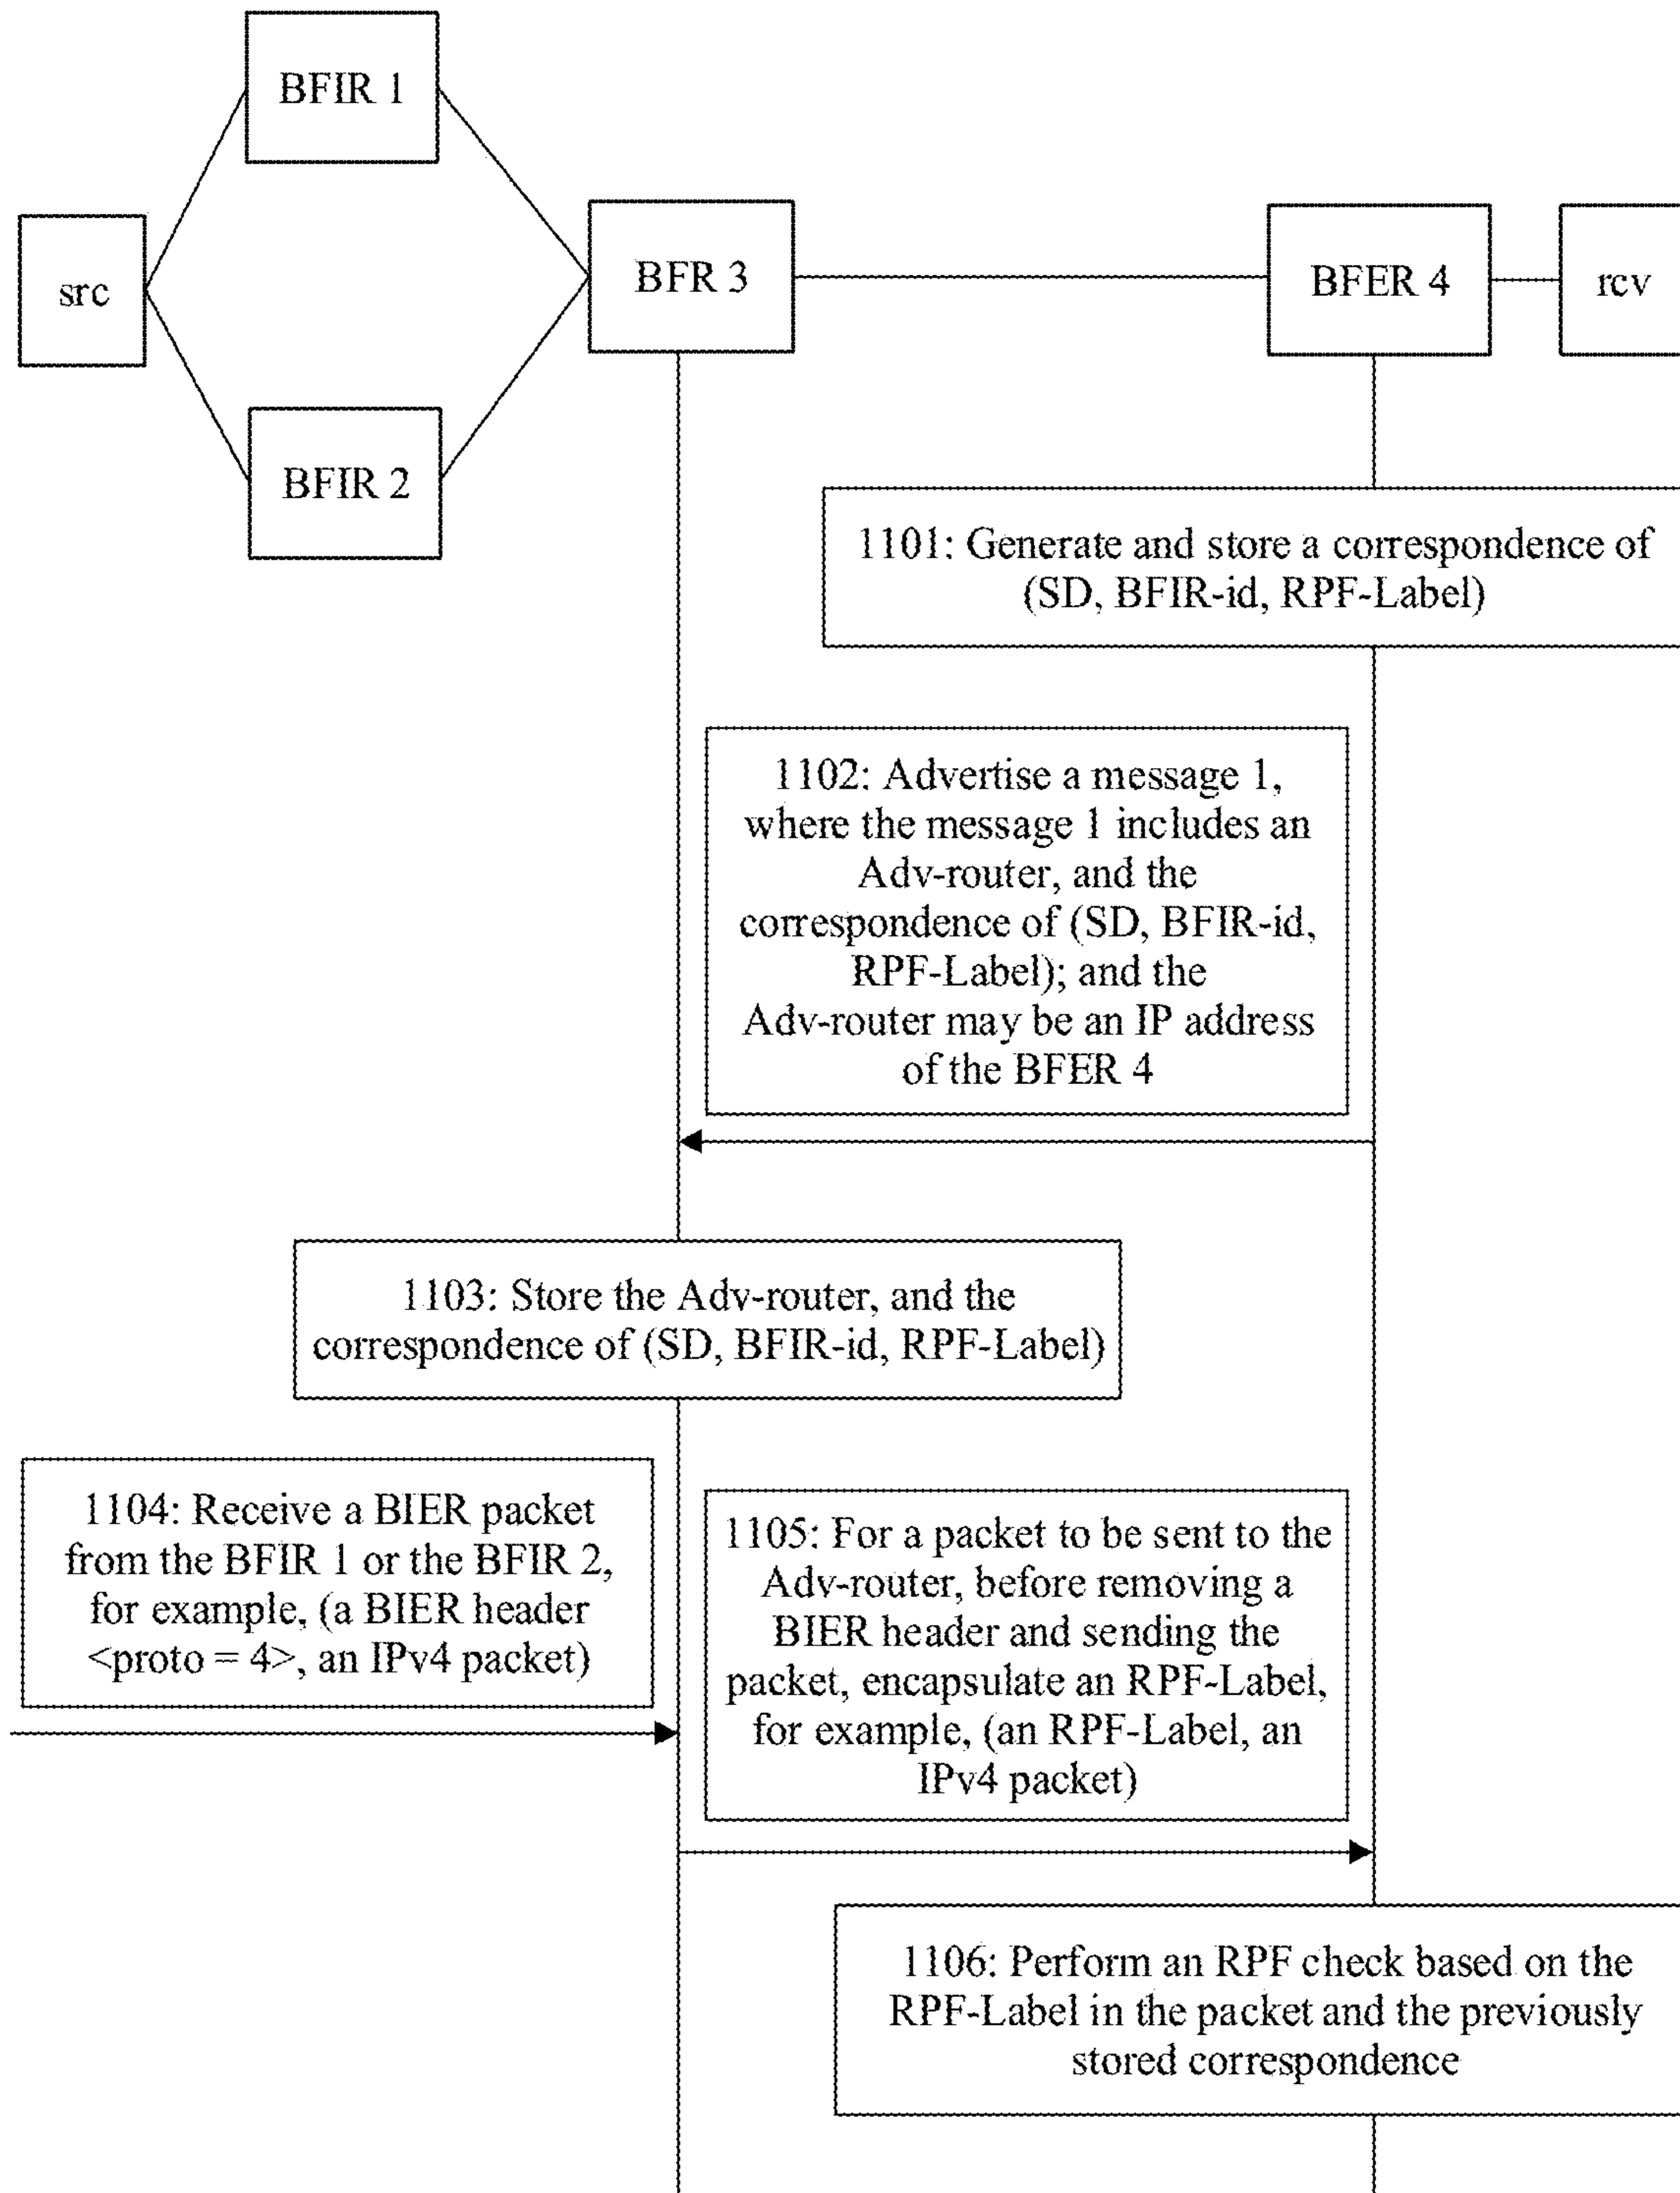 BFIR 1
src
BFR 3
BFER 4
rcv
BFIR 2
1101: Generate and store a correspondence of
(SD, BFIR-id, RPF-Label)
1102: Advertise a message 1,
where the message 1 includes an
Adv-router, and the
correspondence of (SD, BFIR-id,
RPF-Label); and the
Adv-router may be an IP address
of the BFER 4
1103: Store the Adv-router, and the
correspondence of (SD, BFIR-id, RPF-Label)
1104: Receive a BIER packet
from the BFIR 1 or the BFIR 2,
for example, (a BIER header
<proto = 4>, an IPv4 packet)
1105: For a packet to be sent to the
Adv-router, before removing a
BIER header and sending the
packet, encapsulate an RPF-Label,
for example, (an RPF-Label, an
IPv4 packet)
1106: Perform an RPF check based on the
RPF-Label in the packet and the previously
stored correspondence